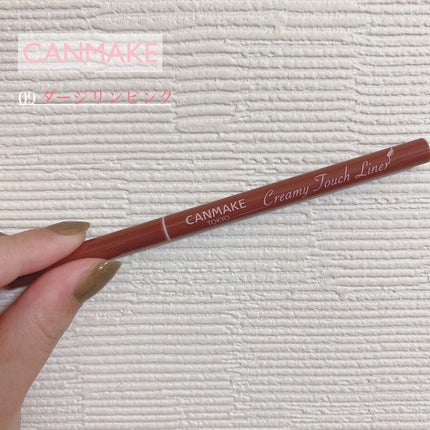 CANMAKE
09 ダージリンピンク
CANMAKE
TOKYO
Creamy Touch Liner